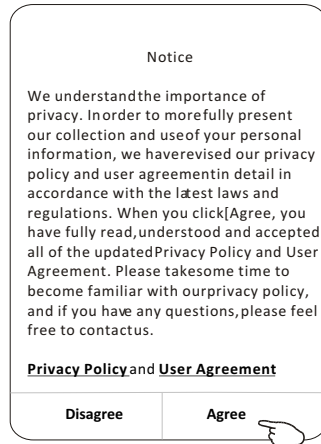 Notice
We understandthe importance of
privacy. Inorder to morefully present
our collection and useof your personal
information, we haverevised our privacy
policy and user agreementin detail in
accordance with the latest laws and
regulations. When you click[Agree, you
have fully read,understood and accepted
all of the updatedPrivacy Policy and User
Agreement. Please takesome time to
become familiar with ourprivacy policy,
and if you have any questions,please feel
free to contactus.
Privacy Policy and User Agreement
Disagree Agree